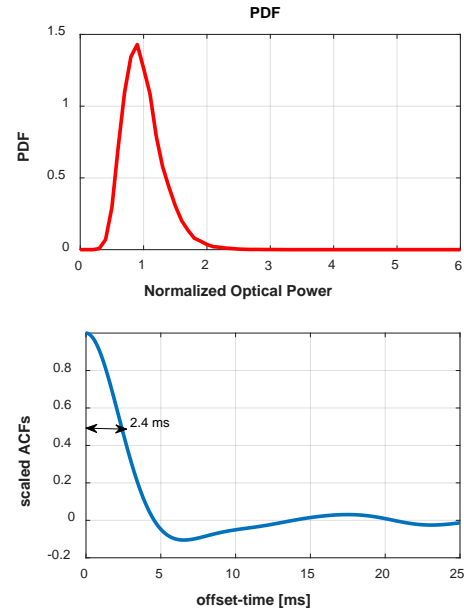 PDF
1.5
1
0.5
0
PDF
0 1 2 3 4 5 6
Normalized Optical Power
0.8
0.6
0.4
0.2
0
-0.2
scaled ACFs
2.4 ms
0 5 10 15 20 25
offset-time [ms]